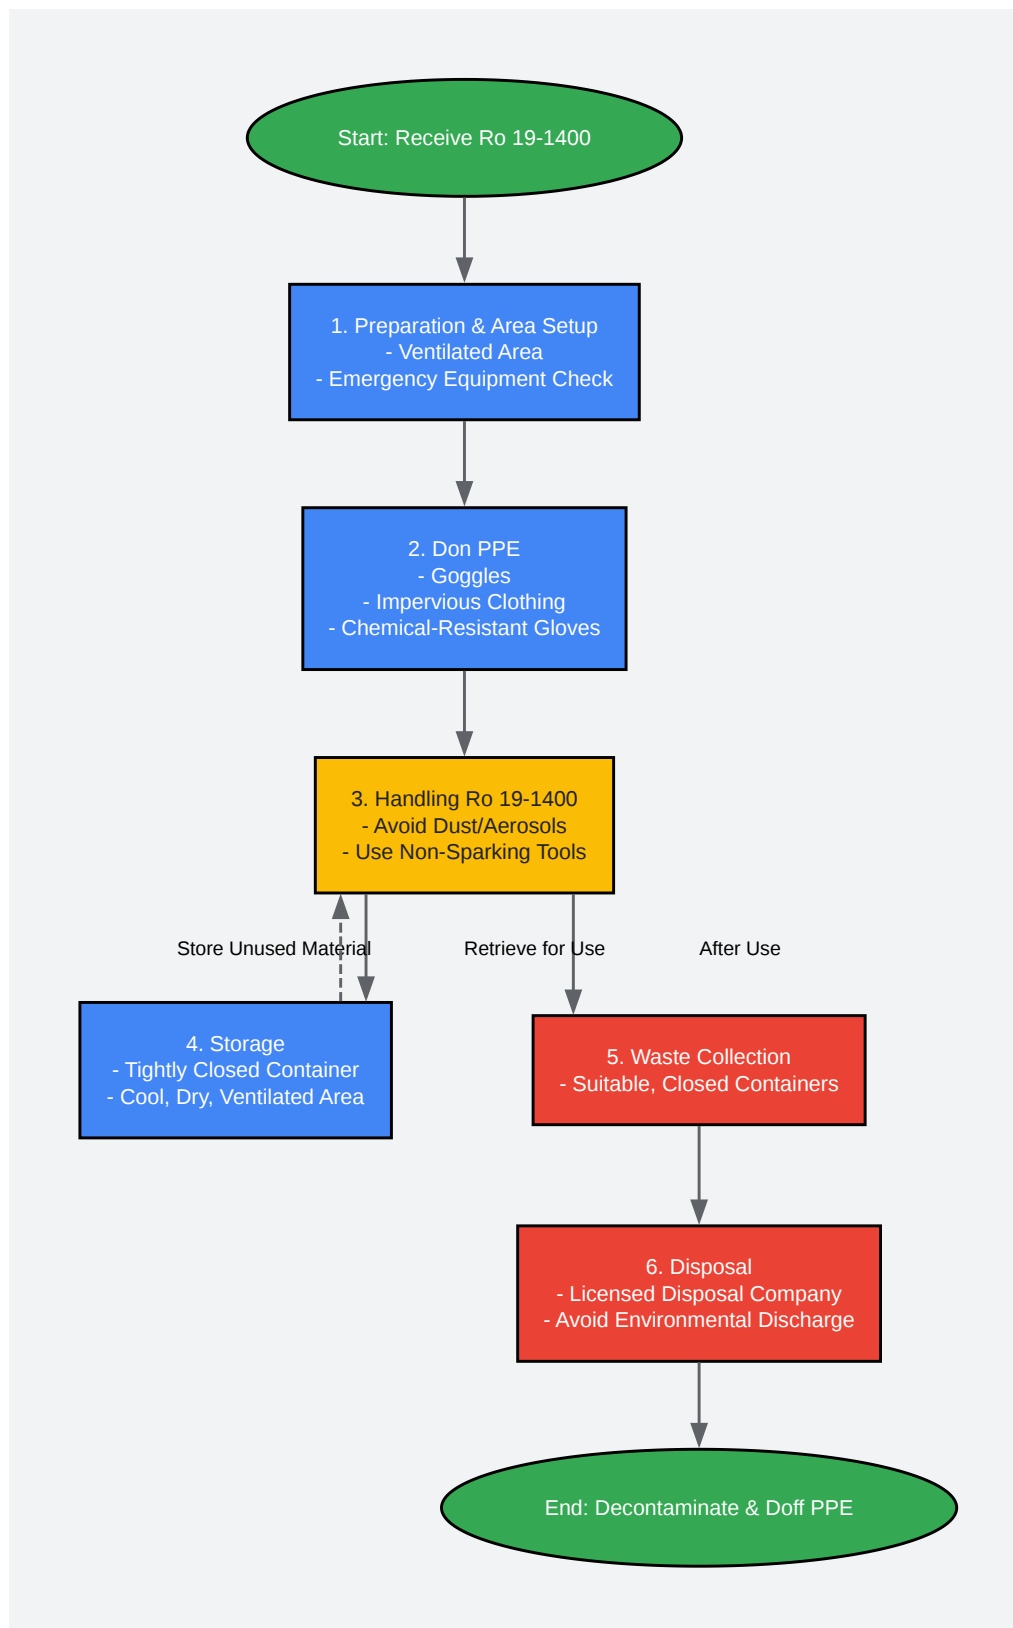 Start: Receive Ro 19-1400
1. Preparation & Area Setup
- Ventilated Area
- Emergency Equipment Check
2. Don PPE
- Goggles
- Impervious Clothing
- Chemical-Resistant Gloves
3. Handling Ro 19-1400
- Avoid Dust/Aerosols
- Use Non-Sparking Tools
Store Unused Material
Retrieve for Use
After Use
4. Storage
- Tightly Closed Container
- Cool, Dry, Ventilated Area
5. Waste Collection
- Suitable, Closed Containers
6. Disposal
- Licensed Disposal Company
- Avoid Environmental Discharge
End: Decontaminate & Doff PPE